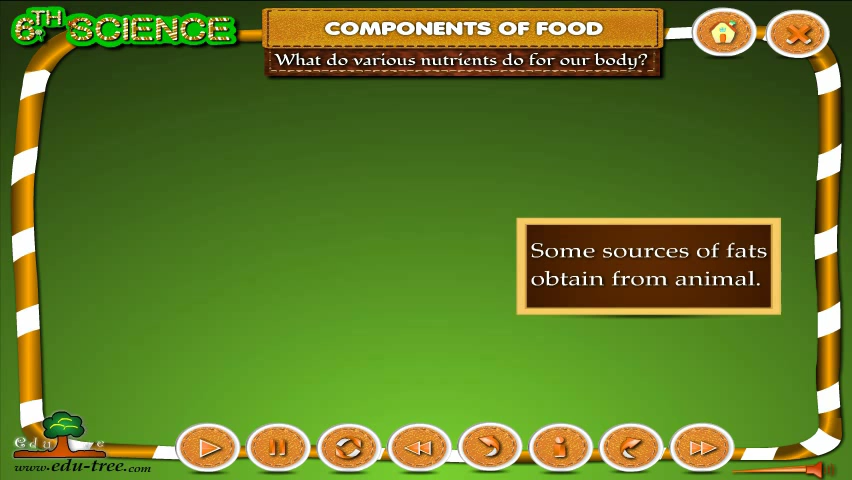 6TH SCIENCE
COMPONENTS OF FOOD
What do various nutrients do for our body?
Some sources of fats
obtain from animal.
www.edu-tree.com